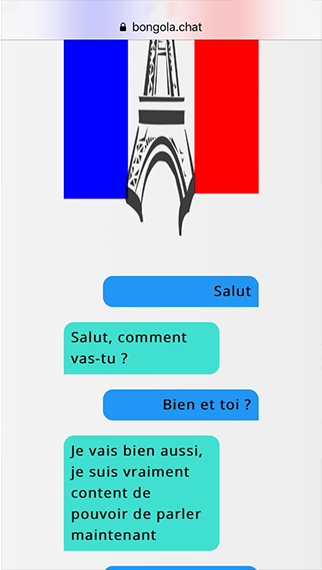 bongola.chat
Salut
Salut, comment
vas-tu ?
Bien et toi ?
Je vais bien aussi,
je suis vraiment
content de
pouvoir de parler
maintenant